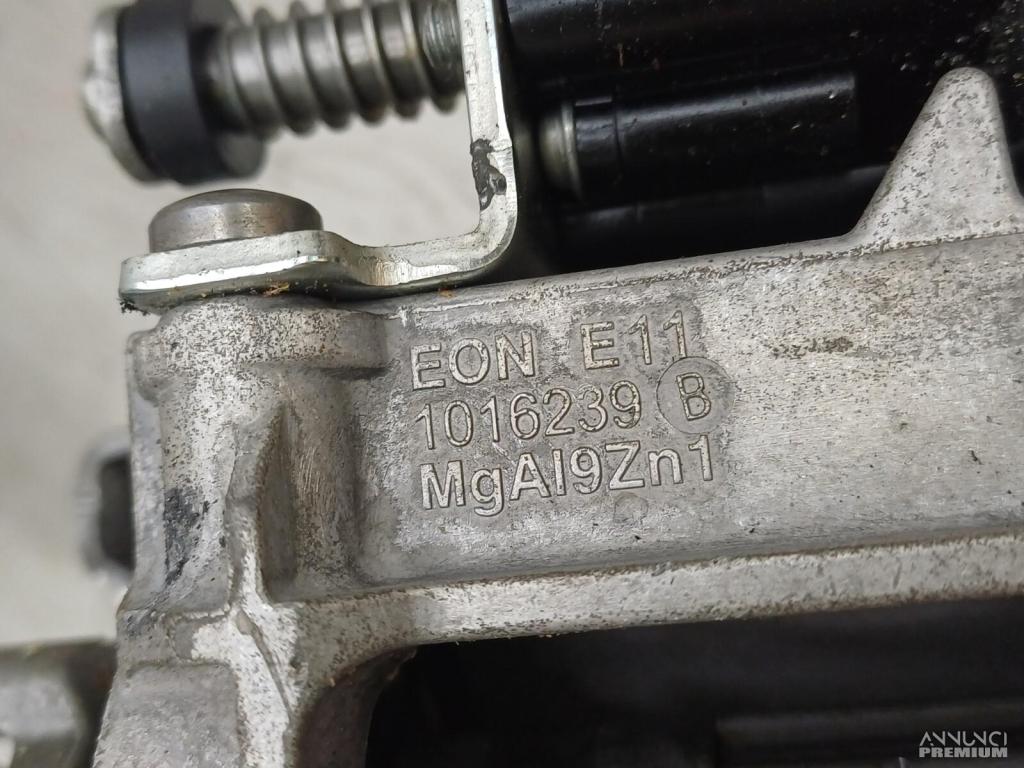 EON E11
1016239 B
MgAl9Zn1
ANNUNCI
PREMIUM